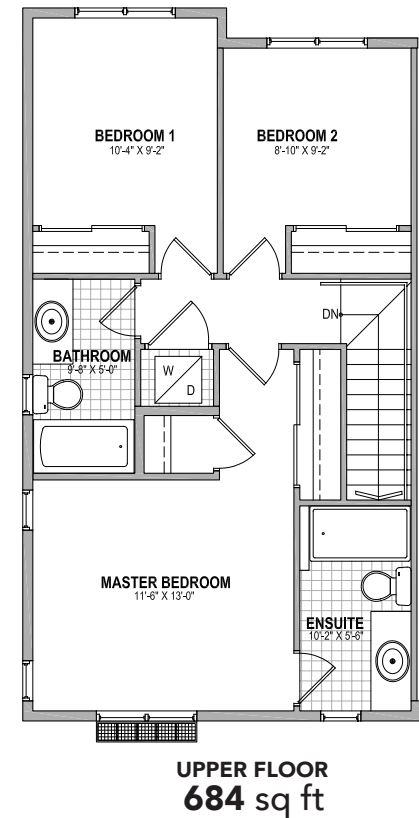 BEDROOM 1
10'-4" X 9'-2"
BEDROOM 2
8'-10" X 9'-2"
DN
BATHROOM
9'-8" X 5'-0"
W
D
MASTER BEDROOM
11'-6" X 13'-0"
ENSUITE
10'-2" X 5'-6"
UPPER FLOOR
684 sq ft